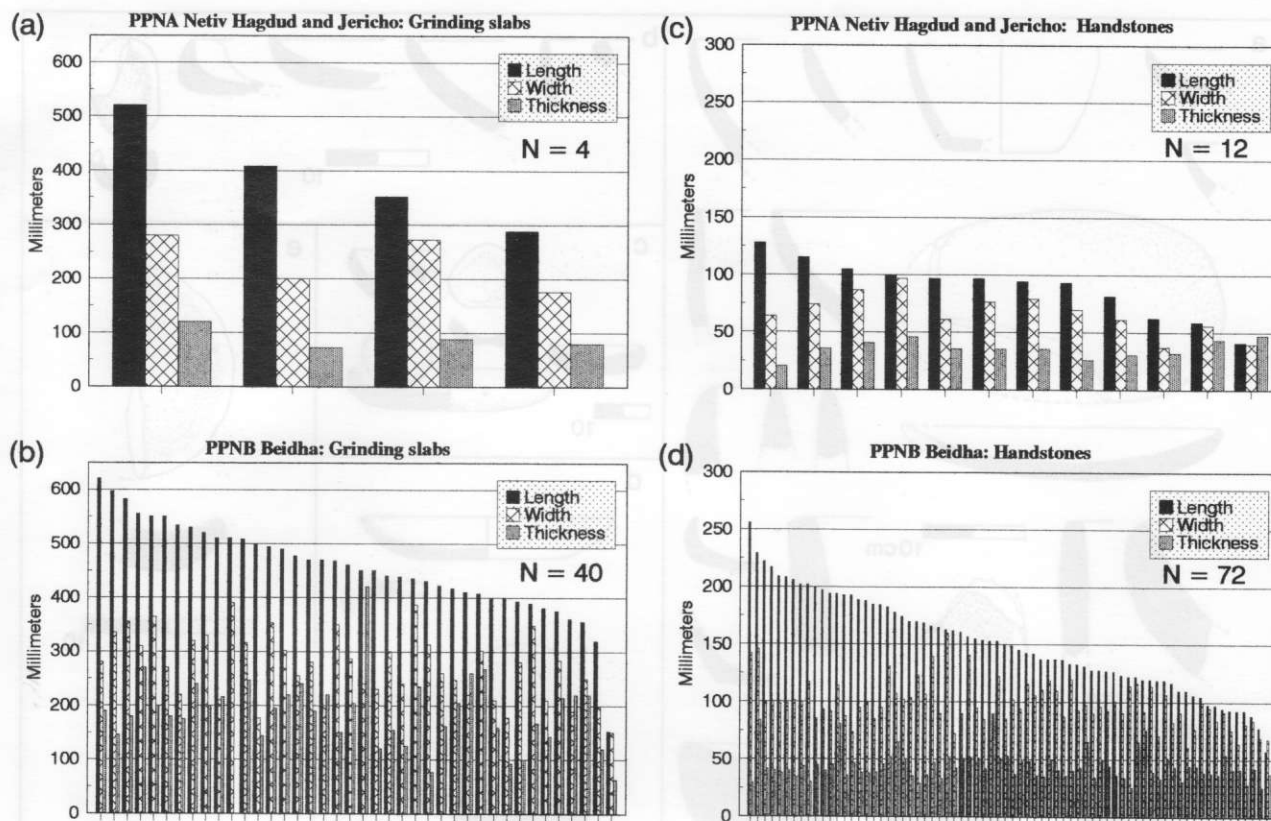 (a)
PPNA Netiv Hagdud and Jericho: Grinding slabs
Millimeters
600
500
400
300
200
100
0
Length
Width
Thickness
N = 4
(b)
PPNB Beidha: Grinding slabs
Millimeters
600
500
400
300
200
100
0
Length
Width
Thickness
N = 40
(c)
PPNA Netiv Hagdud and Jericho: Handstones
Millimeters
300
250
200
150
100
50
0
Length
Width
Thickness
N = 12
(d)
PPNB Beidha: Handstones
Millimeters
300
250
200
150
100
50
0
Length
Width
Thickness
N = 72